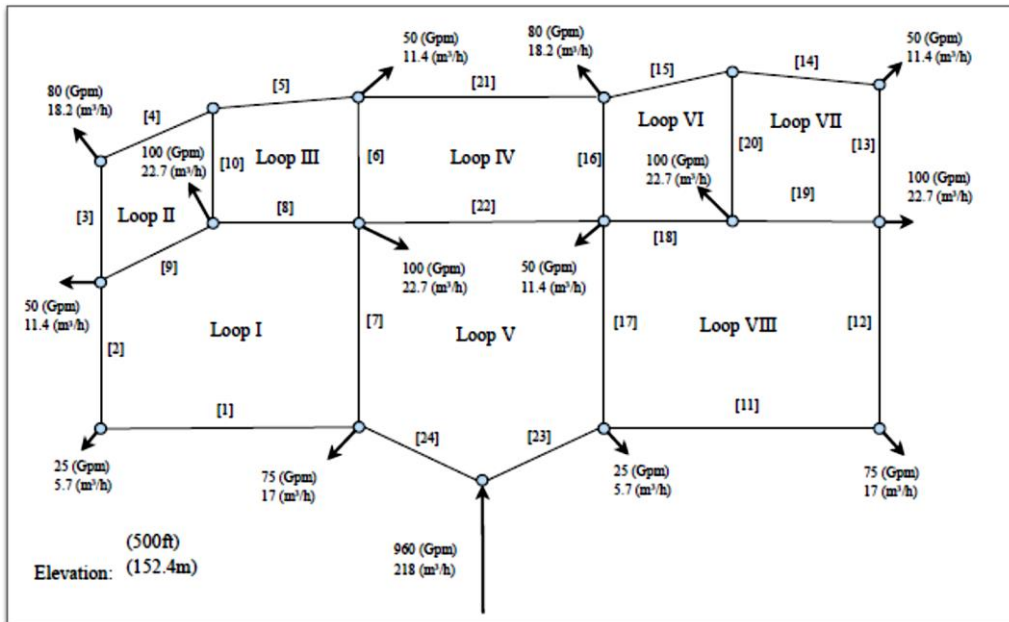 50 (Gpm)
11.4 (m³/h)
80 (Gpm)
18.2 (m³/h)
50 (Gpm)
11.4 (m³/h)
[5]
[21]
[15]
[14]
80 (Gpm)
18.2 (m³/h)
[4]
100 (Gpm)
22.7 (m³/h)
[10]
Loop III
[6]
Loop IV
[16]
Loop VI
100 (Gpm)
22.7 (m³/h)
[20]
Loop VII
[13]
100 (Gpm)
22.7 (m³/h)
[3]
Loop II
[8]
[22]
[18]
[19]
[9]
50 (Gpm)
11.4 (m³/h)
100 (Gpm)
22.7 (m³/h)
50 (Gpm)
11.4 (m³/h)
[2]
Loop I
[7]
Loop V
[17]
Loop VIII
[12]
[1]
[24]
[23]
[11]
25 (Gpm)
5.7 (m³/h)
75 (Gpm)
17 (m³/h)
25 (Gpm)
5.7 (m³/h)
75 (Gpm)
17 (m³/h)
960 (Gpm)
218 (m³/h)
(500ft)
Elevation: (152.4m)